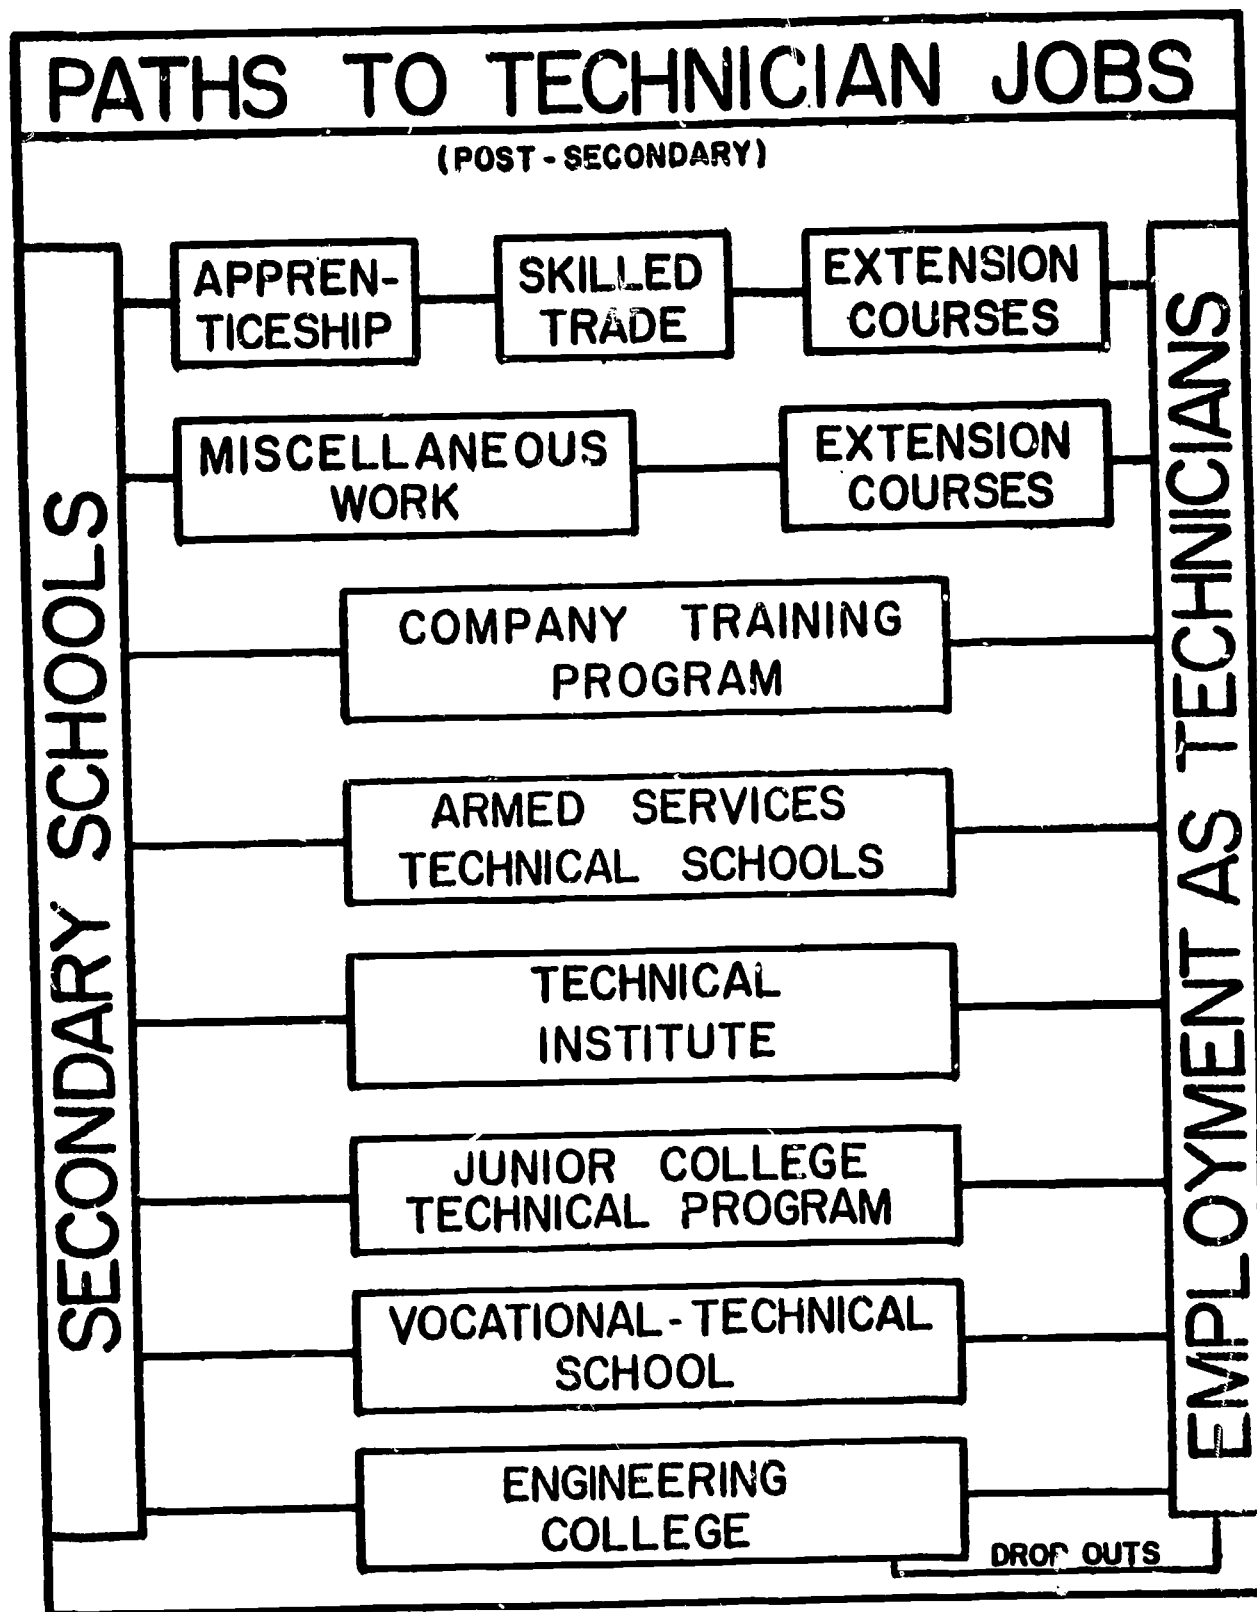 PATHS TO TECHNICIAN JOBS
(POST-SECONDARY)
SECONDARY SCHOOLS
APPREN-
TICESHIP
SKILLED
TRADE
EXTENSION
COURSES
MISCELLANEOUS
WORK
EXTENSION
COURSES
COMPANY TRAINING
PROGRAM
ARMED SERVICES
TECHNICAL SCHOOLS
TECHNICAL
INSTITUTE
JUNIOR COLLEGE
TECHNICAL PROGRAM
VOCATIONAL-TECHNICAL
SCHOOL
ENGINEERING
COLLEGE
DROP OUTS
EMPLOYMENT AS TECHNICIANS